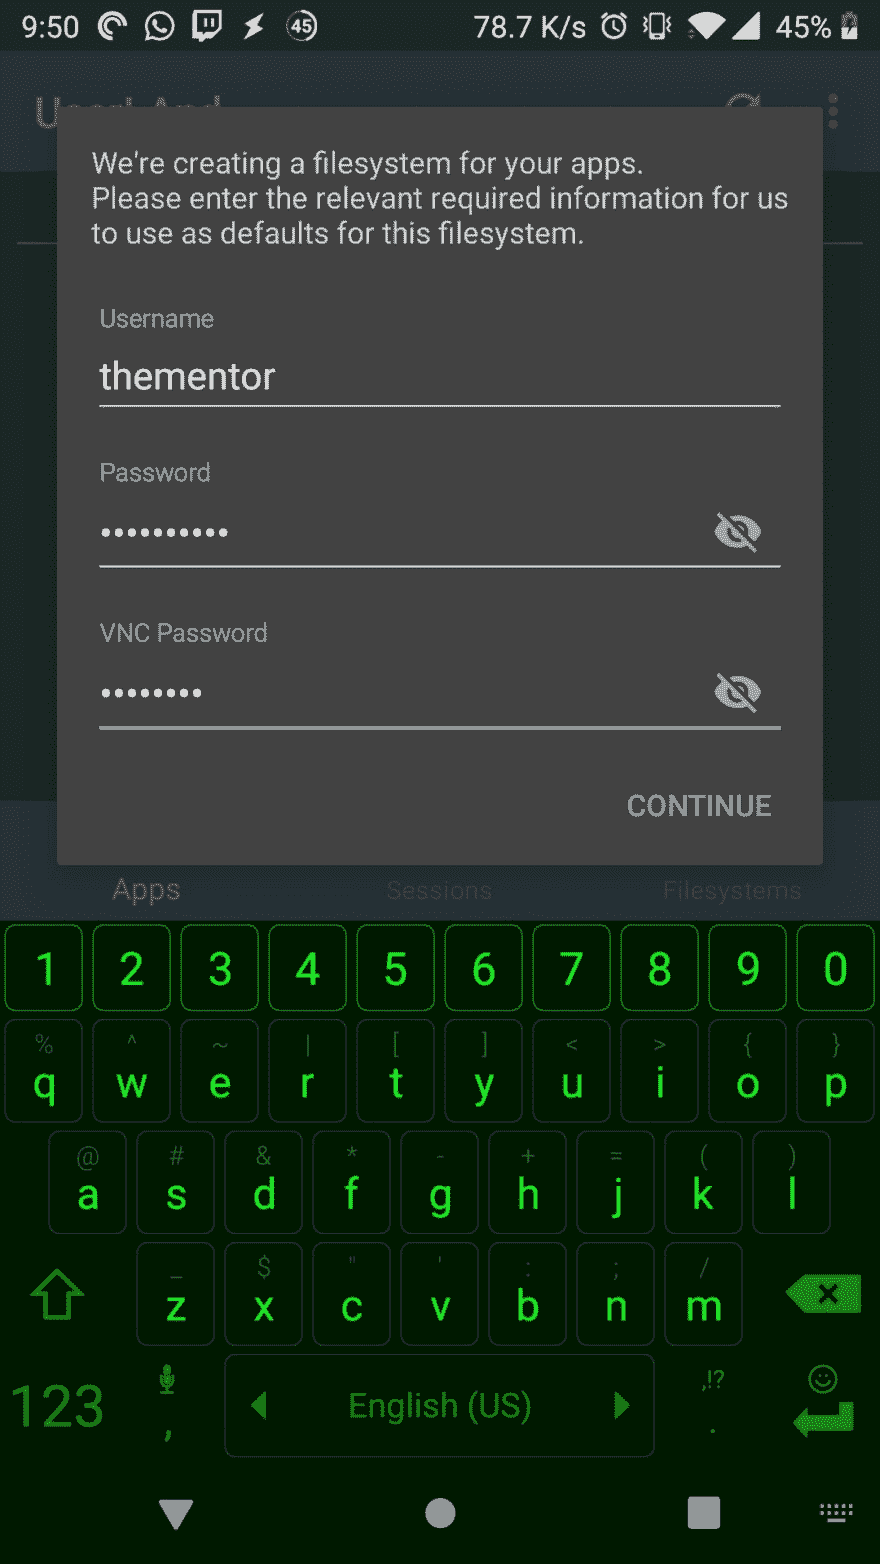 9:50 45 78.7 K/s 45%
UserLAnd
We're creating a filesystem for your apps.
Please enter the relevant required information for us
to use as defaults for this filesystem.
Username
thementor
Password
••••••••••
VNC Password
••••••••
CONTINUE
Apps Sessions Filesystems
1 2 3 4 5 6 7 8 9 0
% ^ ~ | [ ] < > { }
q w e r t y u i o p
@ # & * - + = ( )
a s d f g h j k l
_ $ " ' : ; /
z x c v b n m
,!?
123 , English (US) .